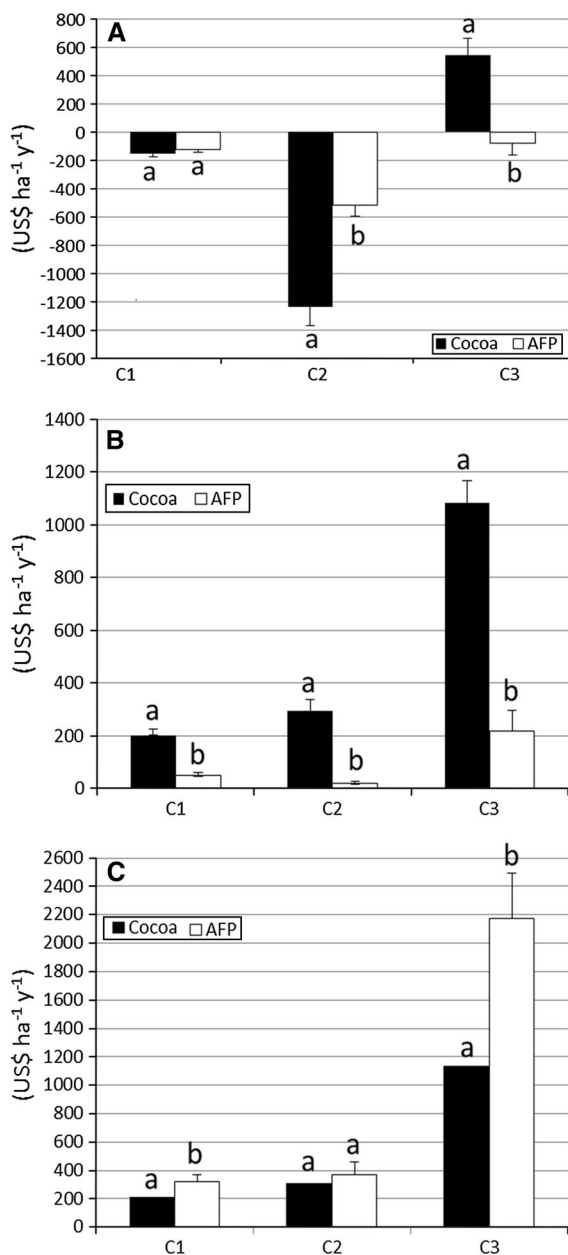 A
800
600
400
200
0
-200
-400
-600
-800
-1000
-1200
-1400
-1600
(US$ ha-1 y-1)
a
a
a
b
a
b
Cocoa AFP
C1 C2 C3
B
1400
1200
1000
800
600
400
200
0
(US$ ha-1 y-1)
Cocoa AFP
a
b
a
b
a
b
C1 C2 C3
C
2600
2400
2200
2000
1800
1600
1400
1200
1000
800
600
400
200
0
(US$ ha-1 y-1)
Cocoa AFP
a
b
a
a
a
b
C1 C2 C3